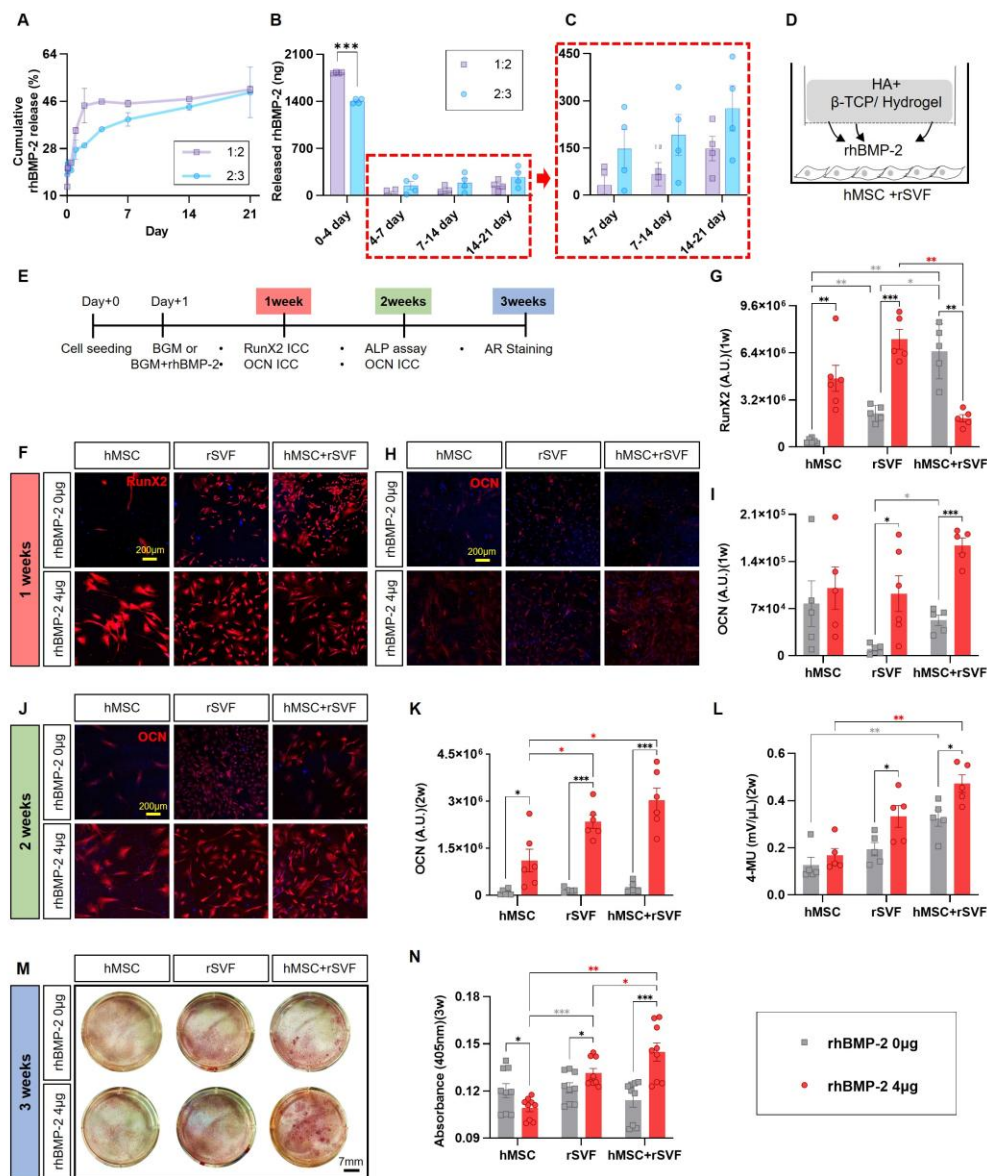 A
Cumulative
rhBMP-2 release (%)
64
46
28
10
0
7
14
21
Day
1:2
2:3
B
Released rhBMP-2 (ng)
2100
1400
700
0
***
1:2
2:3
0-4 day
4-7 day
7-14 day
14-21 day
C
450
300
150
0
4-7 day
7-14 day
14-21 day
D
HA+
β-TCP/ Hydrogel
rhBMP-2
hMSC +rSVF
E
Day+0
Day+1
1week
2weeks
3weeks
Cell seeding
BGM or
BGM+rhBMP-2
RunX2 ICC
OCN ICC
ALP assay
OCN ICC
AR Staining
G
RunX2 (A.U.)(1w)
9.6×10⁶
6.4×10⁶
3.2×10⁶
0
**
**
**
*
**
***
**
hMSC
rSVF
hMSC+rSVF
F
hMSC
rSVF
hMSC+rSVF
1 weeks
rhBMP-2 0µg
rhBMP-2 4µg
RunX2
200µm
H
hMSC
rSVF
hMSC+rSVF
rhBMP-2 0µg
rhBMP-2 4µg
OCN
200µm
I
OCN (A.U.)(1w)
2.1×10⁵
1.4×10⁵
7×10⁴
0
*
*
***
hMSC
rSVF
hMSC+rSVF
J
hMSC
rSVF
hMSC+rSVF
2 weeks
rhBMP-2 0µg
rhBMP-2 4µg
OCN
200µm
K
OCN (A.U.)(2w)
4.5×10⁶
3×10⁶
1.5×10⁶
0
*
*
*
***
***
hMSC
rSVF
hMSC+rSVF
L
4-MU (mV/µL)(2w)
0.6
0.4
0.2
0.0
**
**
*
*
hMSC
rSVF
hMSC+rSVF
M
hMSC
rSVF
hMSC+rSVF
3 weeks
rhBMP-2 0µg
rhBMP-2 4µg
7mm
N
Absorbance (405nm)(3w)
0.18
0.15
0.12
0.09
**
*
***
*
*
***
hMSC
rSVF
hMSC+rSVF
rhBMP-2 0µg
rhBMP-2 4µg